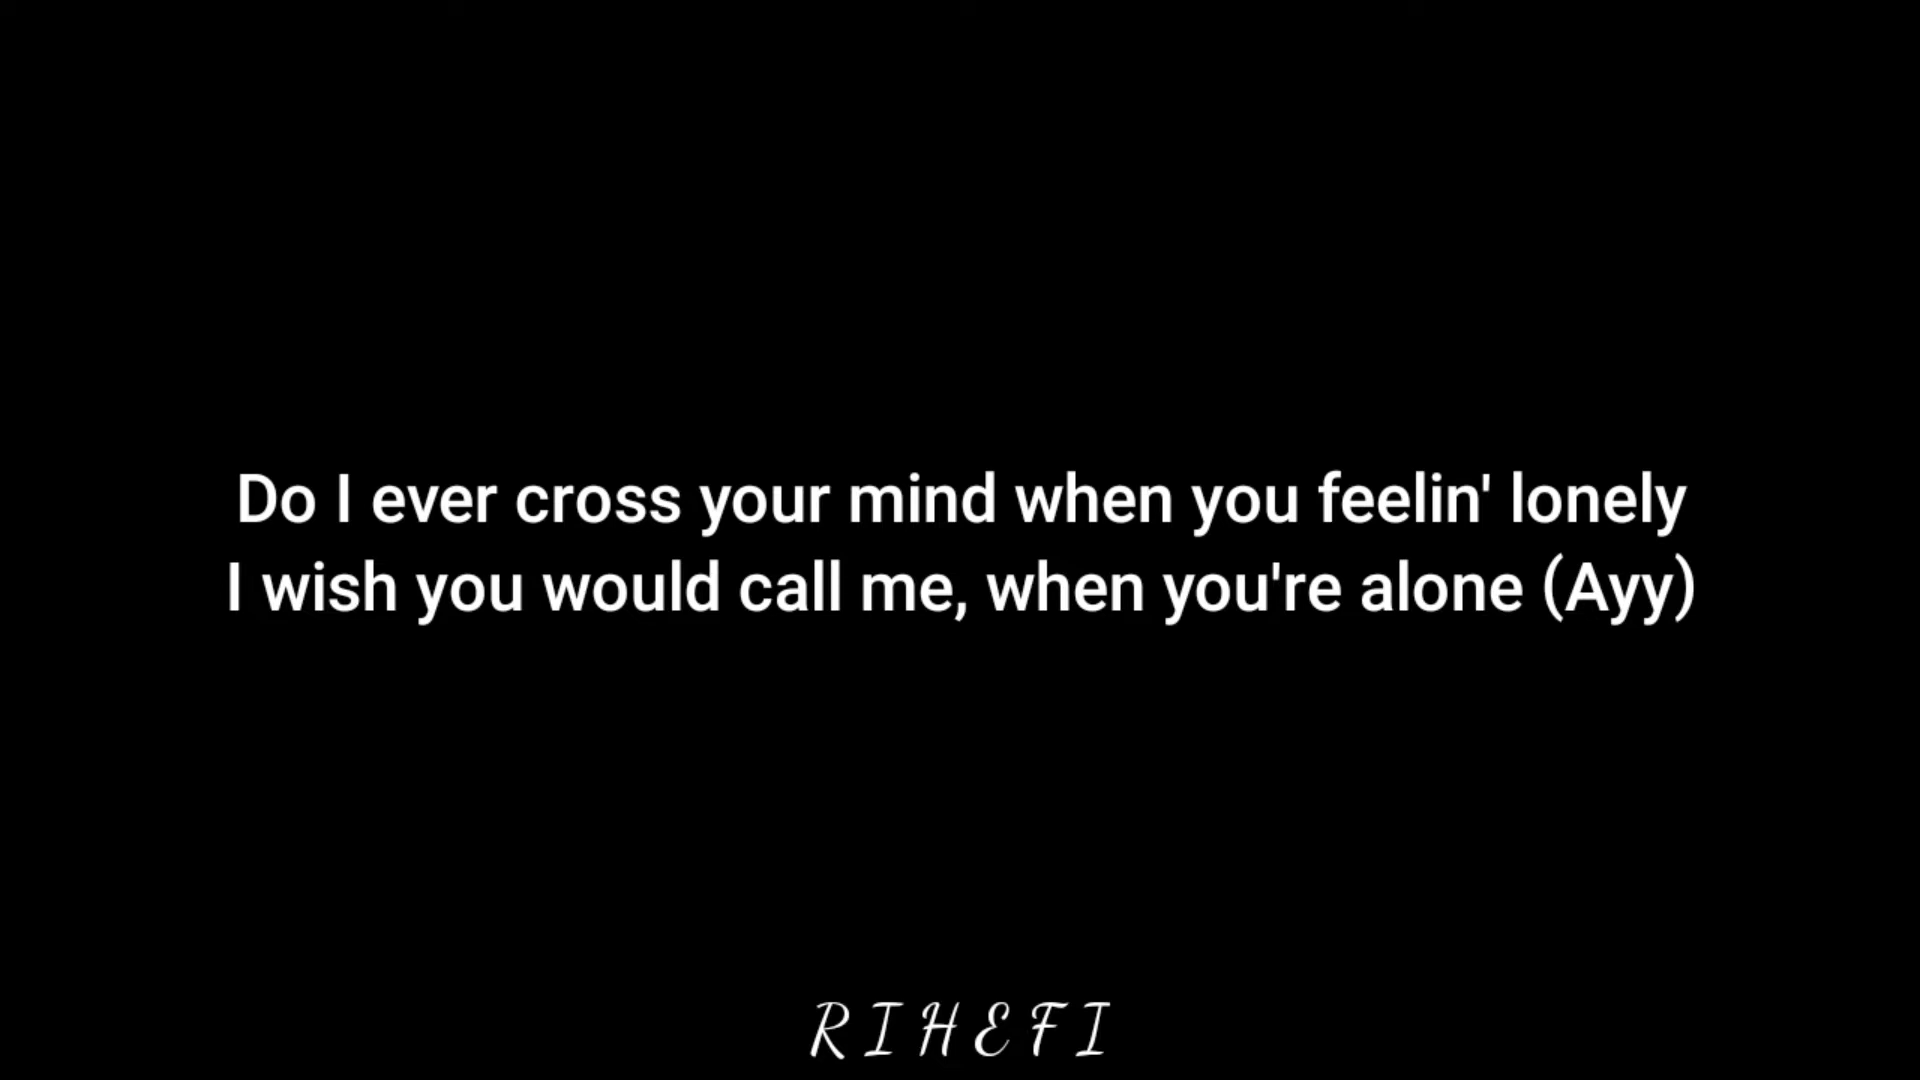 Do I ever cross your mind when you feelin' lonely
I wish you would call me, when you're alone (Ayy)
RIHEFI